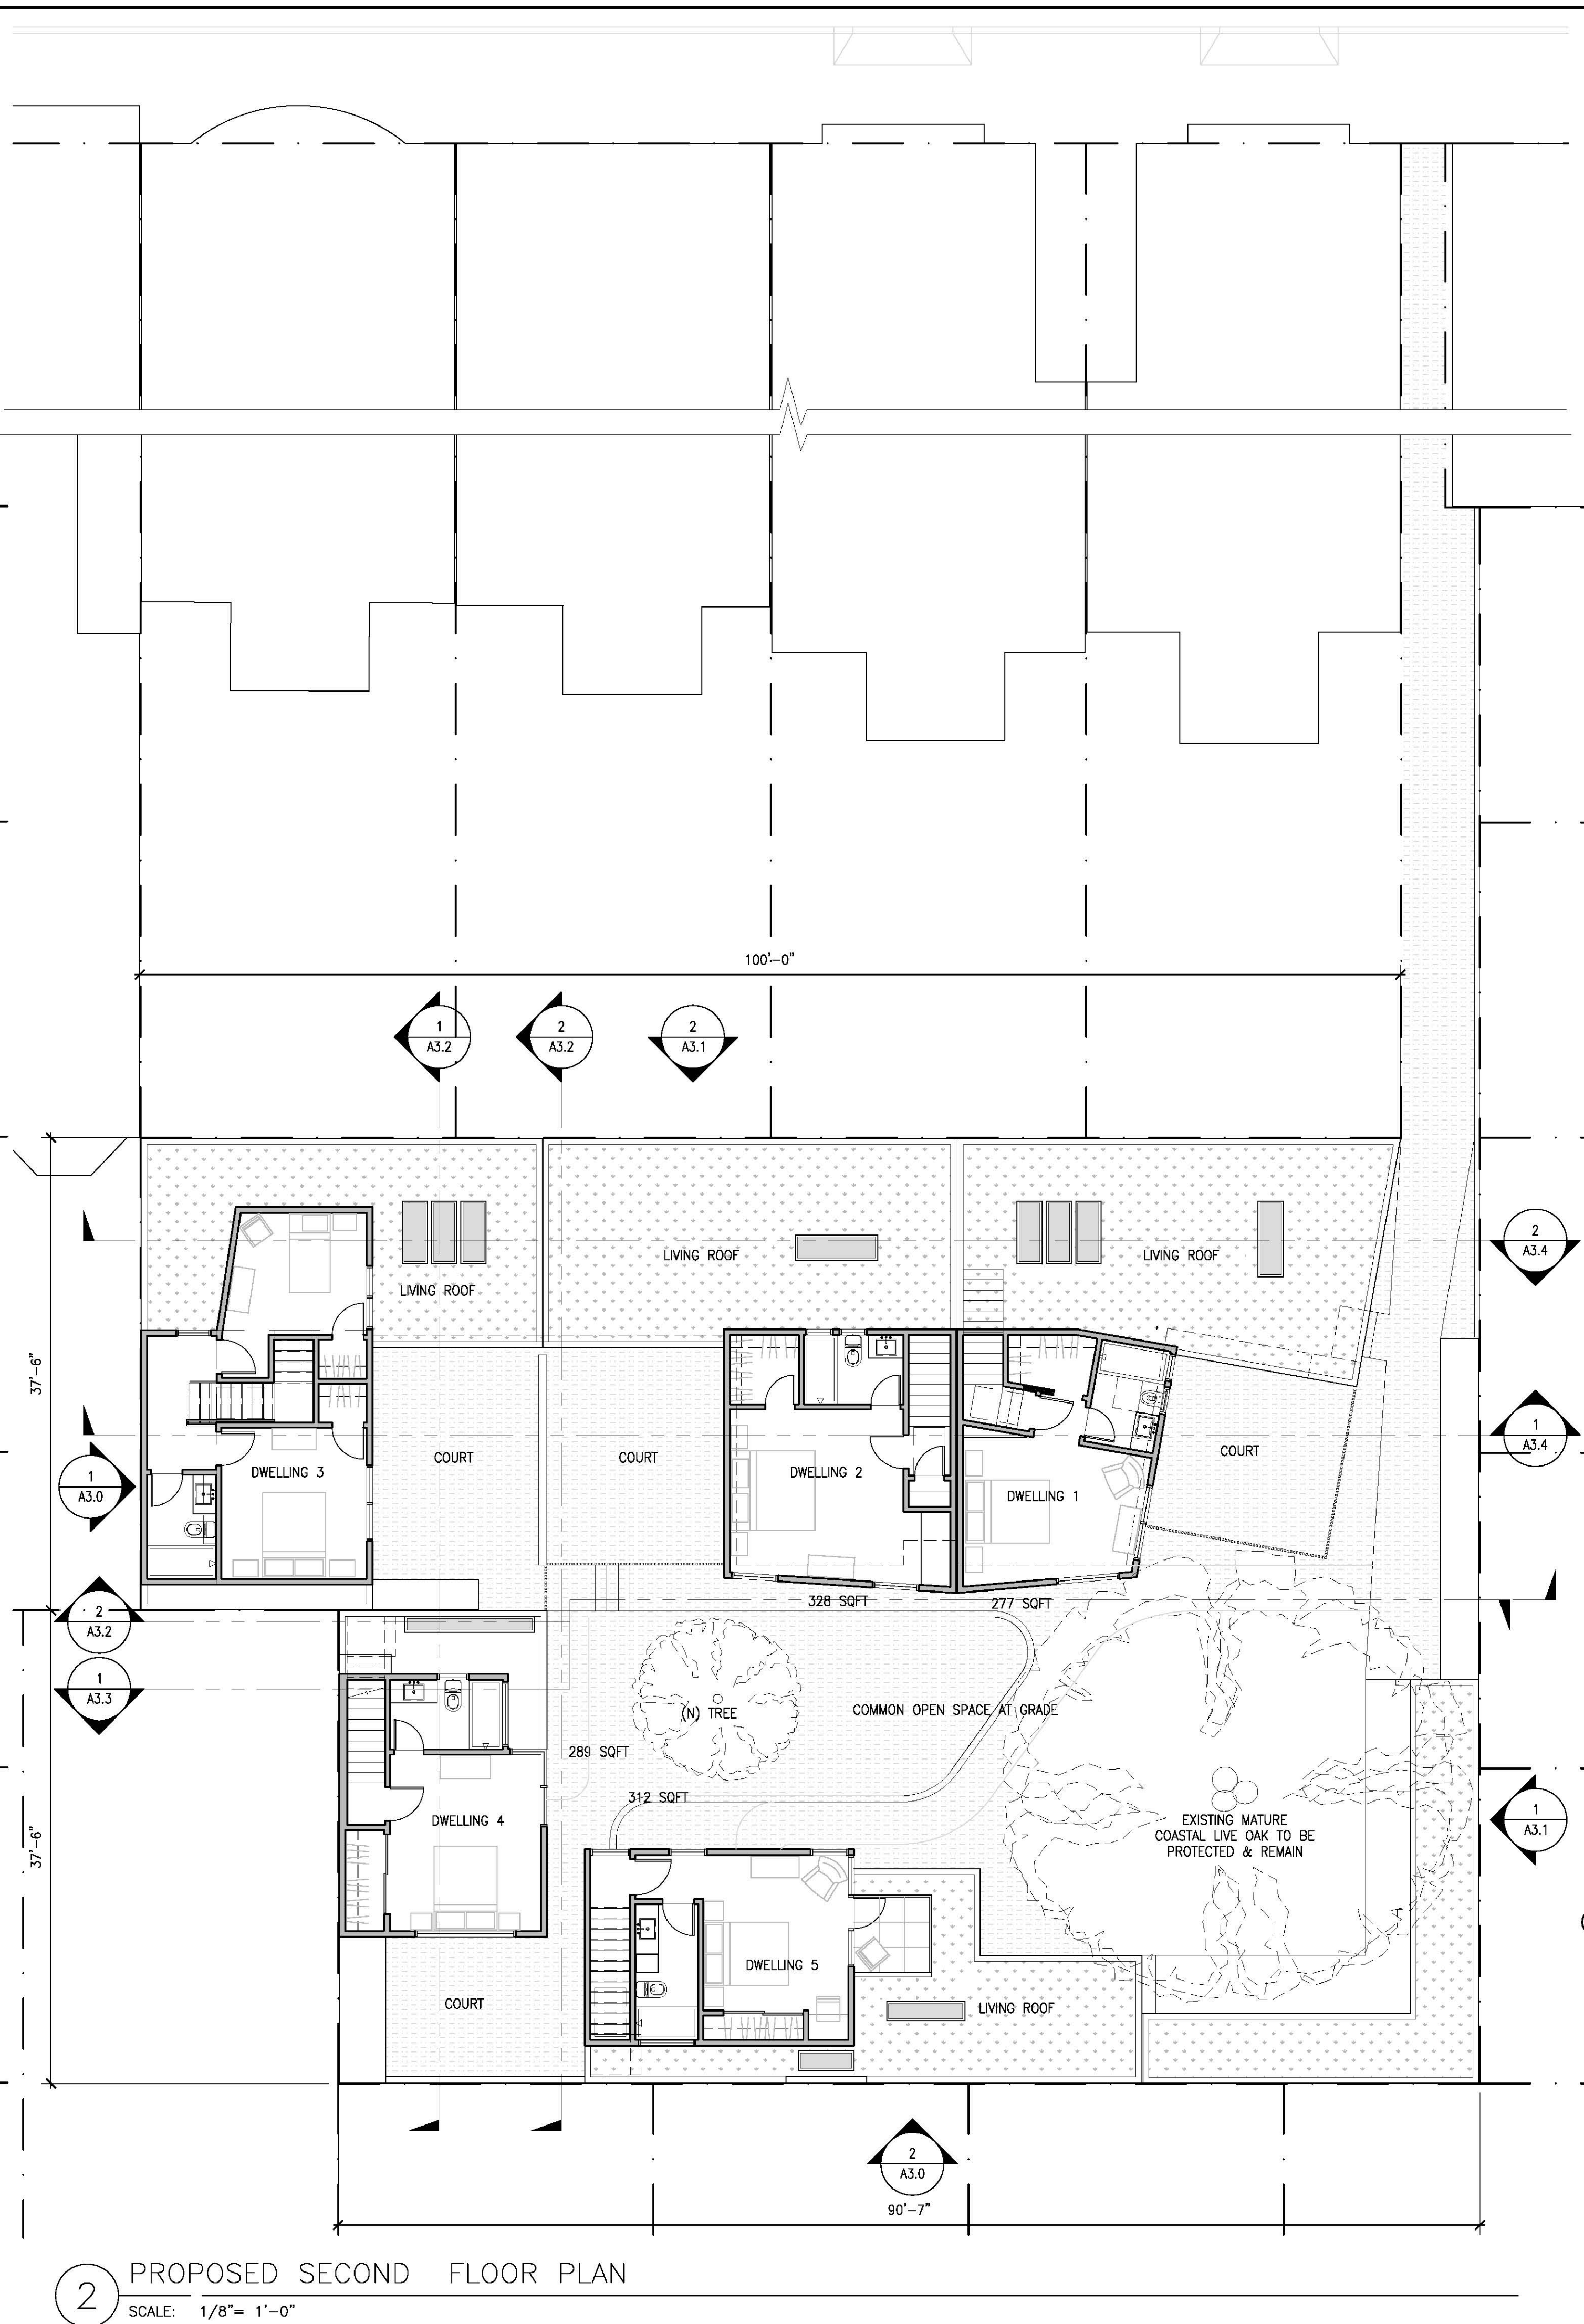 100'-0"
1
A3.2
2
A3.2
2
A3.1
LIVING ROOF
LIVING ROOF
LIVING ROOF
2
A3.4
37'-6"
COURT
COURT
COURT
1
A3.4
DWELLING 3
DWELLING 2
DWELLING 1
1
A3.0
328 SQFT
277 SQFT
2
A3.2
1
A3.3
(N) TREE
COMMON OPEN SPACE AT GRADE
289 SQFT
312 SQFT
DWELLING 4
EXISTING MATURE
COASTAL LIVE OAK TO BE
PROTECTED & REMAIN
1
A3.1
37'-6"
DWELLING 5
COURT
LIVING ROOF
2
A3.0
90'-7"
2
PROPOSED SECOND FLOOR PLAN
SCALE: 1/8"= 1'-0"